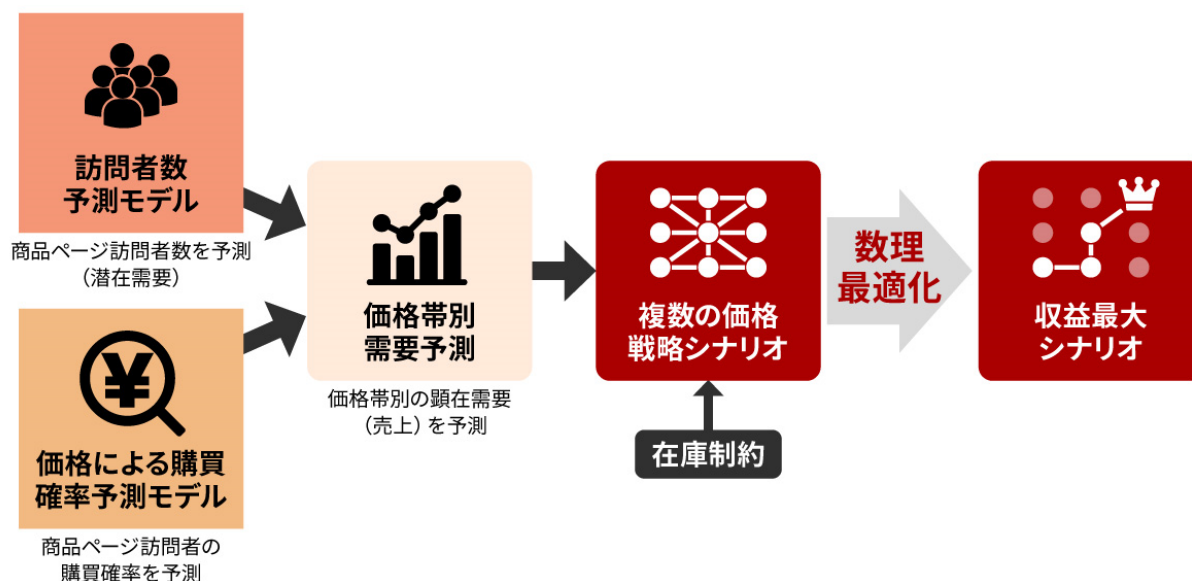 訪問者数
予測モデル
商品ページ訪問者数を予測
（潜在需要）
¥
価格による購買
確率予測モデル
商品ページ訪問者の
購買確率を予測
価格帯別
需要予測
価格帯別の顕在需要
（売上）を予測
複数の価格
戦略シナリオ
在庫制約
数理
最適化
収益最大
シナリオ